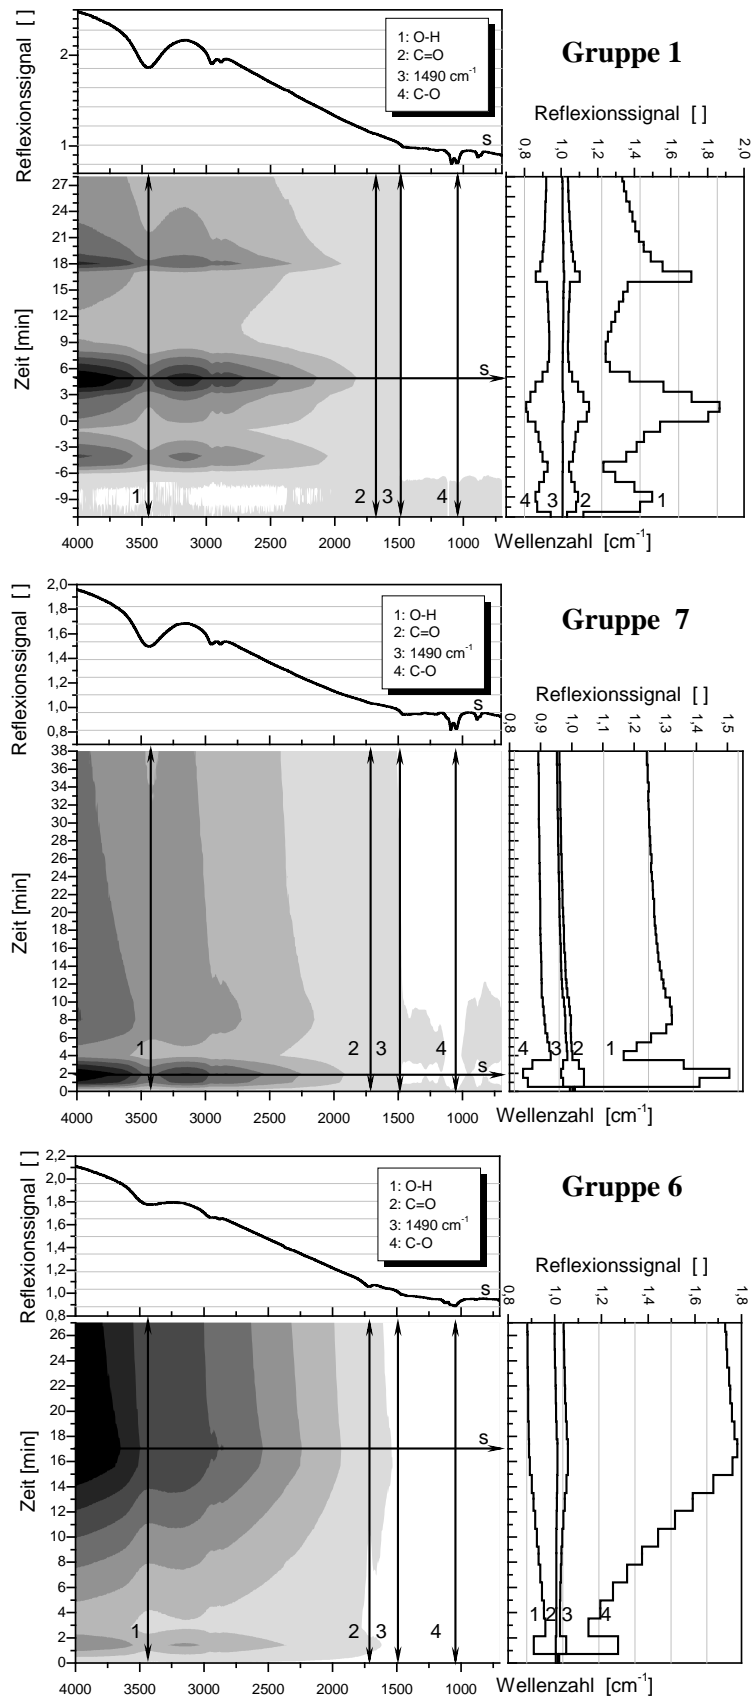 Gruppe 1
Reflexionssignal [ ]
2
1
1: O-H
2: C=O
3: 1490 cm⁻¹
4: C-O
s
Reflexionssignal [ ]
0,8 1,0 1,2 1,4 1,6 1,8 2,0
Zeit [min]
27
24
21
18
15
12
9
6
3
0
-3
-6
-9
s
1 2 3 4
4 3 2 1
4000 3500 3000 2500 2000 1500 1000
Wellenzahl [cm⁻¹]
Gruppe 7
Reflexionssignal [ ]
2,0
1,8
1,6
1,4
1,2
1,0
0,8
1: O-H
2: C=O
3: 1490 cm⁻¹
4: C-O
s
Reflexionssignal [ ]
0,8 0,9 1,0 1,1 1,2 1,3 1,4 1,5
Zeit [min]
38
36
34
32
30
28
26
24
22
20
18
16
14
12
10
8
6
4
2
0
1 2 3 4
s
4 3 2 1
4000 3500 3000 2500 2000 1500 1000
Wellenzahl [cm⁻¹]
Gruppe 6
Reflexionssignal [ ]
2,2
2,0
1,8
1,6
1,4
1,2
1,0
0,8
1: O-H
2: C=O
3: 1490 cm⁻¹
4: C-O
s
Reflexionssignal [ ]
0,8 1,0 1,2 1,4 1,6 1,8
Zeit [min]
26
24
22
20
18
16
14
12
10
8
6
4
2
0
s
1 2 3 4
1 2 3 4
4000 3500 3000 2500 2000 1500 1000
Wellenzahl [cm⁻¹]